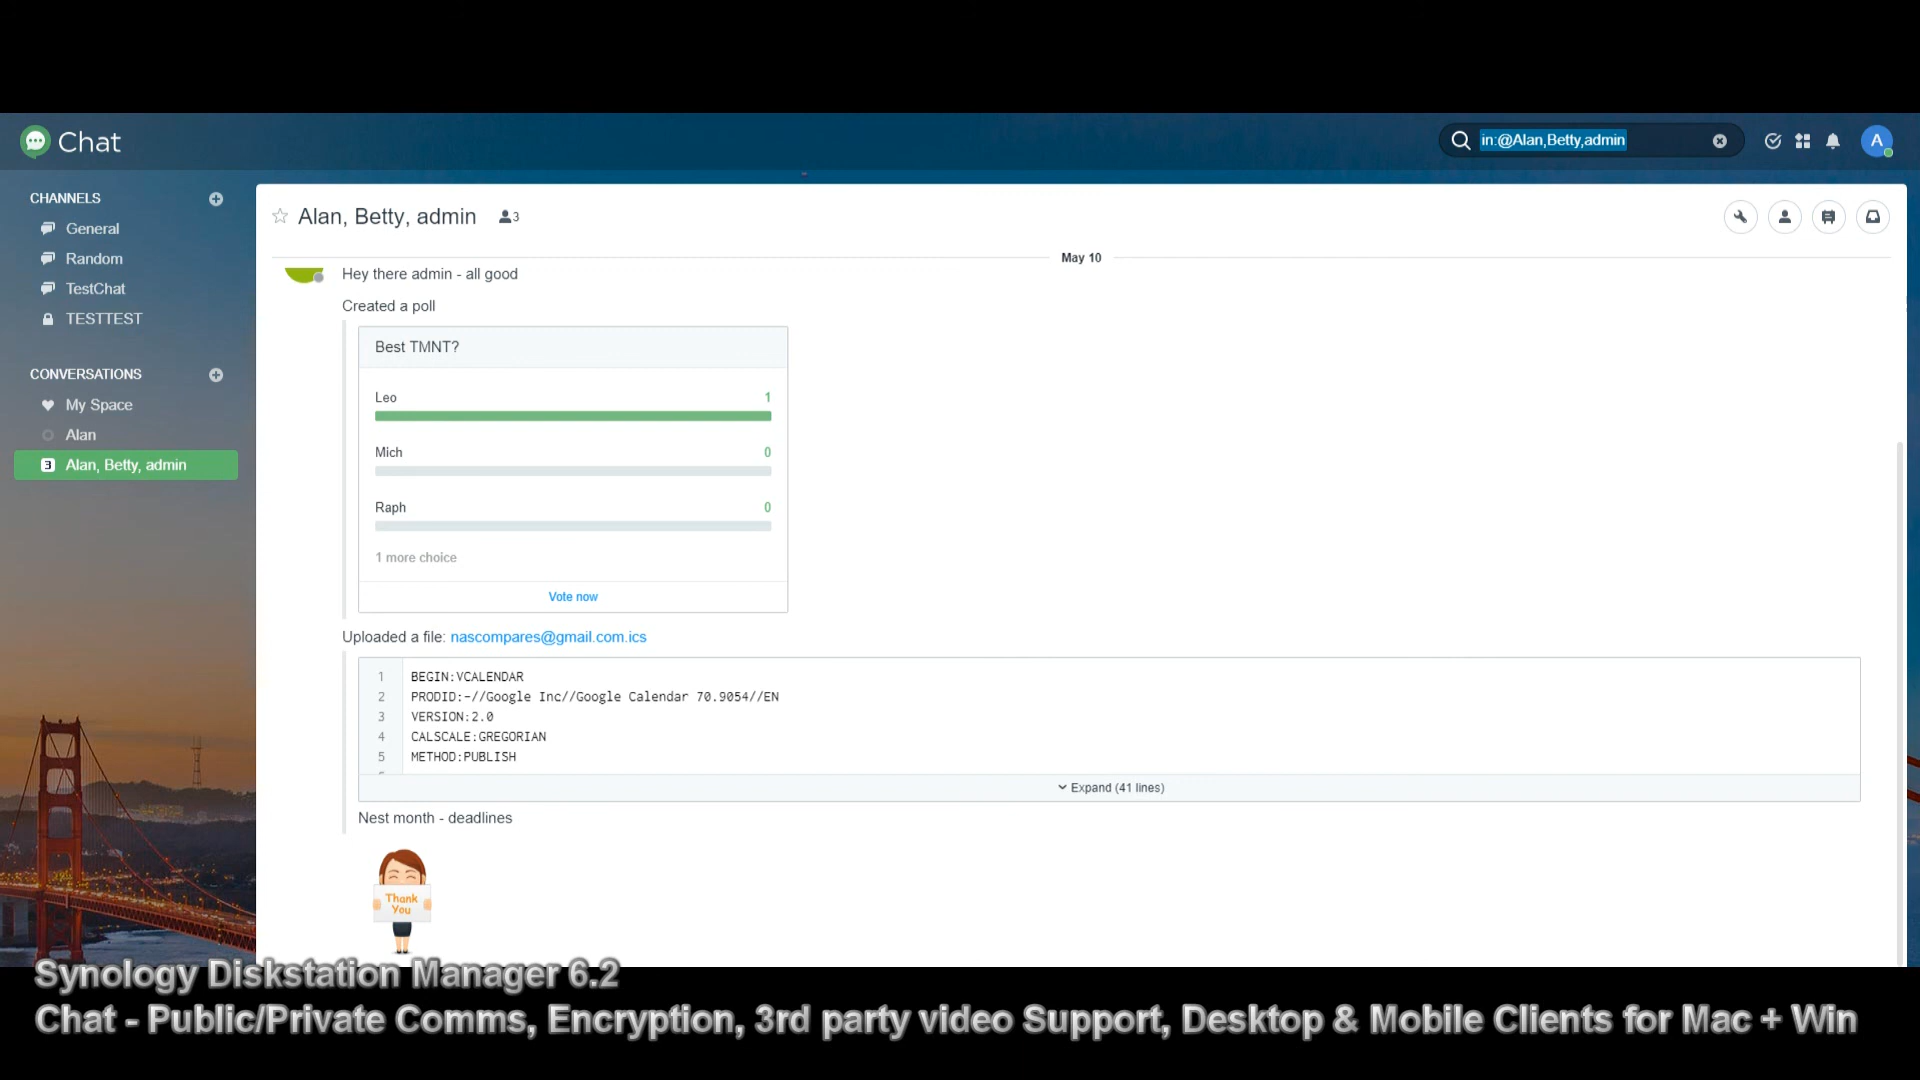 Chat
in:@Alan,Betty,admin
A
CHANNELS
General
Random
TestChat
TESTTEST
CONVERSATIONS
My Space
Alan
3 Alan, Betty, admin
Alan, Betty, admin 3
May 10
Hey there admin - all good
Created a poll
Best TMNT?
Leo 1
Mich 0
Raph 0
1 more choice
Vote now
Uploaded a file: nascompares@gmail.com.ics
1 BEGIN:VCALENDAR
2 PRODID:-//Google Inc//Google Calendar 70.9054//EN
3 VERSION:2.0
4 CALSCALE:GREGORIAN
5 METHOD:PUBLISH
Expand (41 lines)
Nest month - deadlines
Thank
You
Synology Diskstation Manager 6.2
Chat - Public/Private Comms, Encryption, 3rd party video Support, Desktop & Mobile Clients for Mac + Win